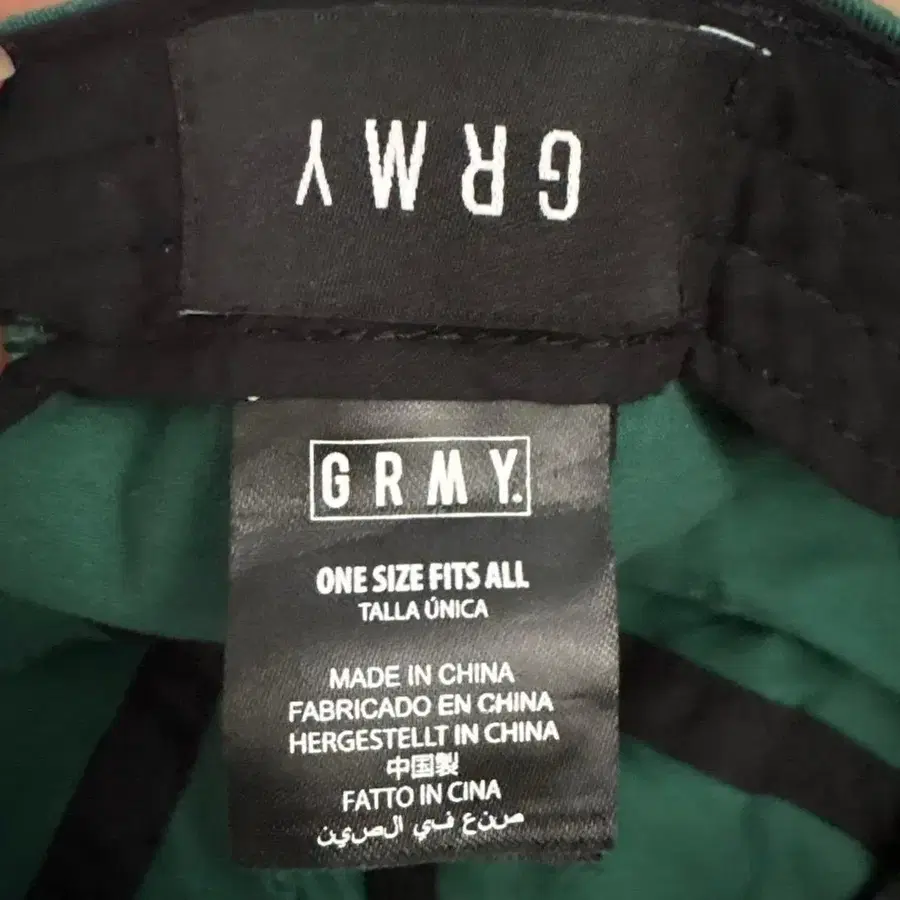 GRMY
GRMY.
ONE SIZE FITS ALL
TALLA ÚNICA
MADE IN CHINA
FABRICADO EN CHINA
HERGESTELLT IN CHINA
中国製
FATTO IN CINA
صنع في الصين